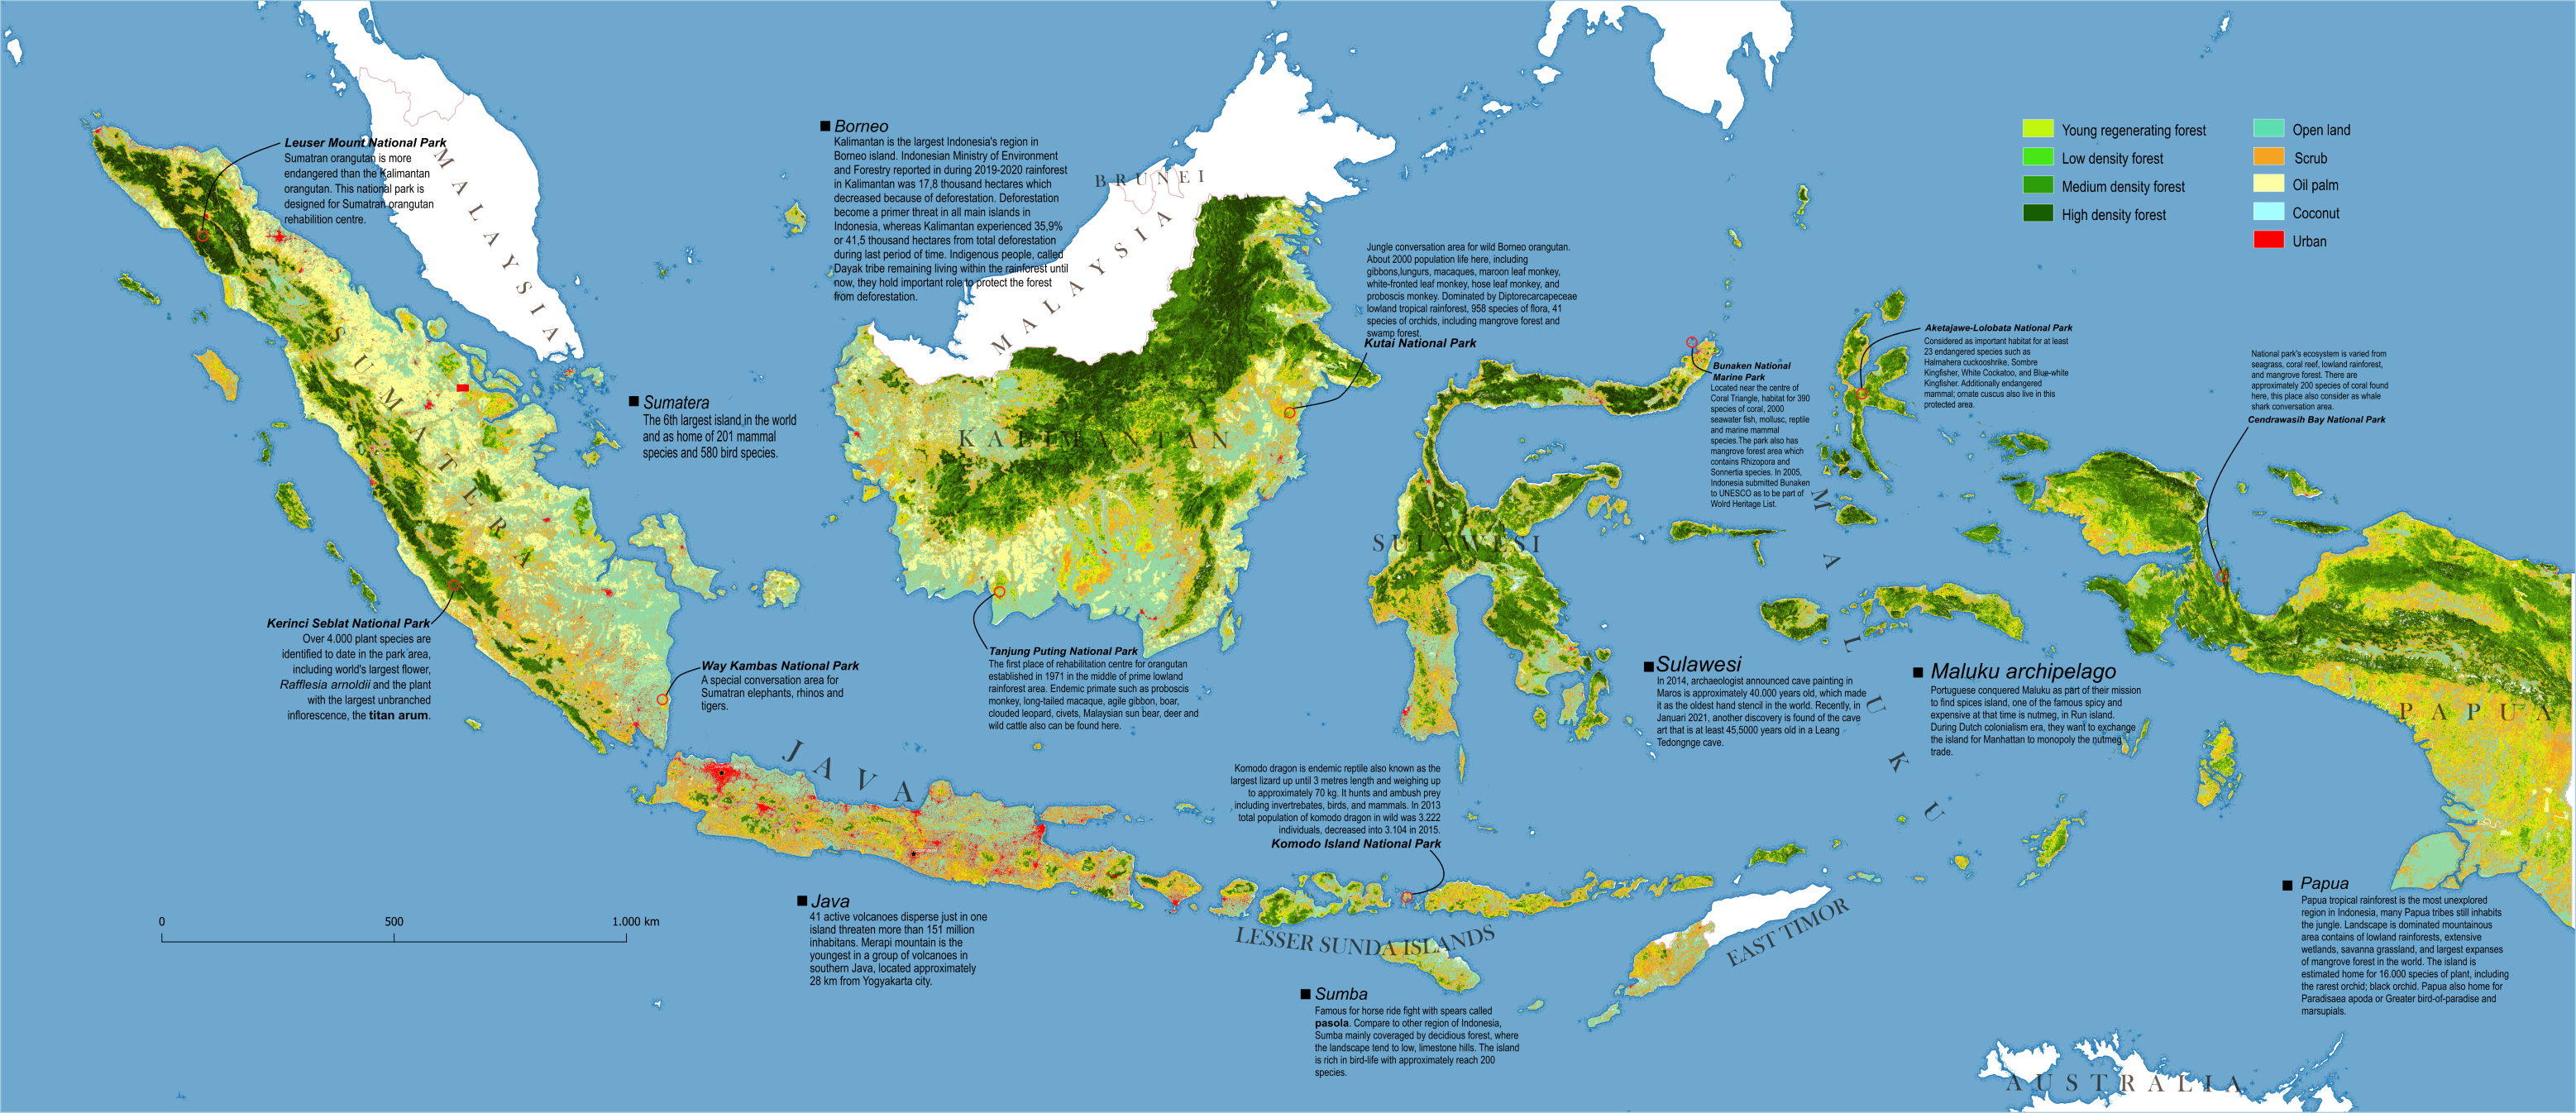 Leuser Mount National Park
Sumatran orangutan is more
endangered than the Kalimantan
orangutan. This national park is
designed for Sumatran orangutan
rehabilition centre.
MALAYSIA
Borneo
Kalimantan is the largest Indonesia's region in
Borneo island. Indonesian Ministry of Environment
and Forestry reported in during 2019-2020 rainforest
in Kalimantan was 17,8 thousand hectares which
decreased because of deforestation. Deforestation
become a primer threat in all main islands in
Indonesia, whereas Kalimantan experienced 35,9%
or 41,5 thousand hectares from total deforestation
during last period of time. Indigenous people, called
Dayak tribe remaining living within the rainforest until
now, they hold important role to protect the forest
from deforestation.
BRUNEI
MALAYSIA
Young regenerating forest
Low density forest
Medium density forest
High density forest
Open land
Scrub
Oil palm
Coconut
Urban
Jungle conversation area for wild Borneo orangutan.
About 2000 population life here, including
gibbons,lungurs, macaques, maroon leaf monkey,
white-fronted leaf monkey, hose leaf monkey, and
proboscis monkey. Dominated by Diptorecarpeceae
lowland tropical rainforest, 958 species of flora, 41
species of orchids, including mangrove forest and
swamp forest.
Kutai National Park
Bunaken National
Marine Park
Located near the centre of
Coral Triangle, habitat for 390
species of coral, 2000
seawater fish, mollusc, reptile
and marine mammal
species.The park also has
mangrove forest area which
contains Rhizopora and
Sonnertia species. In 2005,
Indonesia submitted Bunaken
to UNESCO as to be part of
Wolrd Heritage List.
Aketajawe-Lolobata National Park
Considered as important habitat for at least
23 endangered species such as
Halmahera cuckooshrike, Sombre
Kingfisher, White Cockatoo, and Blue-white
Kingfisher. Additionally endangered
mammal; ornate cuscus also live in this
protected area.
National park's ecosystem is varied from
seagrass, coral reef, lowland rainforest,
and mangrove forest. There are
approximately 200 species of coral found
here, this place also consider as whale
shark conversation area.
Cendrawasih Bay National Park
SUMATERA
Sumatera
The 6th largest island in the world
and as home of 201 mammal
species and 580 bird species.
KALIMANTAN
SULAWESI
MALUKU
Kerinci Seblat National Park
Over 4.000 plant species are
identified to date in the park area,
including world's largest flower,
Rafflesia arnoldii and the plant
with the largest unbranched
inflorescence, the titan arum.
Way Kambas National Park
A special conversation area for
Sumatran elephants, rhinos and
tigers.
Tanjung Puting National Park
The first place of rehabilitation centre for orangutan
established in 1971 in the middle of prime lowland
rainforest area. Endemic primate such as proboscis
monkey, long-tailed macaque, agile gibbon, boar,
clouded leopard, civets, Malaysian sun bear, deer and
wild cattle also can be found here.
Sulawesi
In 2014, archaeologist announced cave painting in
Maros is approximately 40.000 years old, which made
it as the oldest hand stencil in the world. Recently, in
Januari 2021, another discovery is found of the cave
art that is at least 45,5000 years old in a Leang
Tedongnge cave.
Maluku archipelago
Portuguese conquered Maluku as part of their mission
to find spices island, one of the famous spicy and
expensive at that time is nutmeg, in Run island.
During Dutch colonialism era, they want to exchange
the island for Manhattan to monopoly the nutmeg
trade.
PAPUA
JAVA
Komodo dragon is endemic reptile also known as the
largest lizard up until 3 metres length and weighing up
to approximately 70 kg. It hunts and ambush prey
including invertrebates, birds, and mammals. In 2013
total population of komodo dragon in wild was 3.222
individuals, decreased into 3.104 in 2015.
Komodo Island National Park
Java
41 active volcanoes disperse just in one
island threaten more than 151 million
inhabitans. Merapi mountain is the
youngest in a group of volcanoes in
southern Java, located approximately
28 km from Yogyakarta city.
0 500 1.000 km
LESSER SUNDA ISLANDS
EAST TIMOR
Sumba
Famous for horse ride fight with spears called
pasola. Compare to other region of Indonesia,
Sumba mainly coveraged by decidious forest, where
the landscape tend to low, limestone hills. The island
is rich in bird-life with approximately reach 200
species.
Papua
Papua tropical rainforest is the most unexplored
region in Indonesia, many Papua tribes still inhabits
the jungle. Landscape is dominated mountainous
area contains of lowland rainforests, extensive
wetlands, savanna grassland, and largest expanses
of mangrove forest in the world. The island is
estimated home for 16.000 species of plant, including
the rarest orchid; black orchid. Papua also home for
Paradisaea apoda or Greater bird-of-paradise and
marsupials.
AUSTRALIA